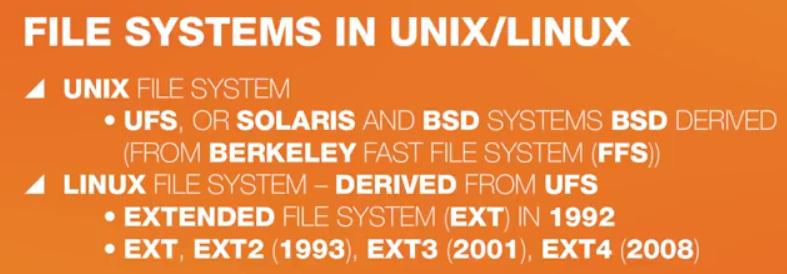 FILE SYSTEMS IN UNIX/LINUX
UNIX FILE SYSTEM
• UFS, OR SOLARIS AND BSD SYSTEMS BSD DERIVED
(FROM BERKELEY FAST FILE SYSTEM (FFS))
LINUX FILE SYSTEM – DERIVED FROM UFS
• EXTENDED FILE SYSTEM (EXT) IN 1992
• EXT, EXT2 (1993), EXT3 (2001), EXT4 (2008)